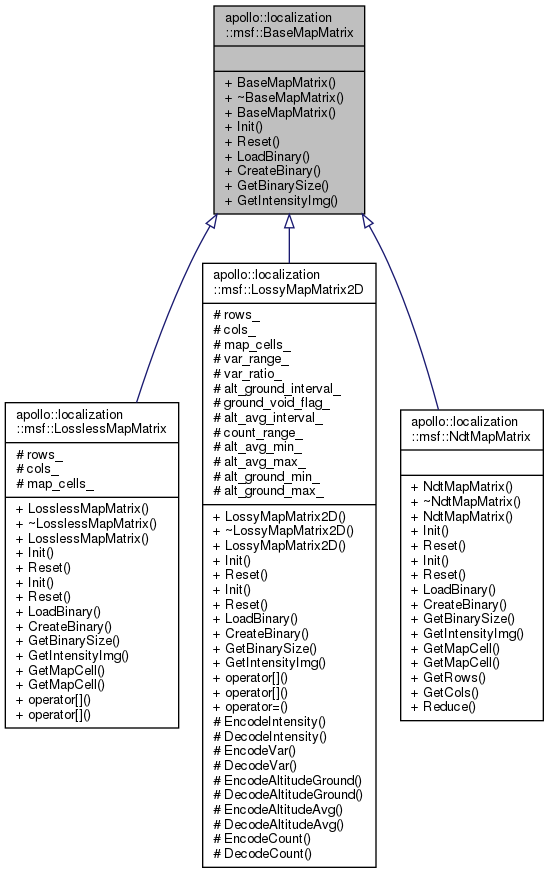 apollo::localization
::msf::BaseMapMatrix
+ BaseMapMatrix()
+ ~BaseMapMatrix()
+ BaseMapMatrix()
+ Init()
+ Reset()
+ LoadBinary()
+ CreateBinary()
+ GetBinarySize()
+ GetIntensityImg()
apollo::localization
::msf::LosslessMapMatrix
# rows_
# cols_
# map_cells_
+ LosslessMapMatrix()
+ ~LosslessMapMatrix()
+ LosslessMapMatrix()
+ Init()
+ Reset()
+ Init()
+ Reset()
+ LoadBinary()
+ CreateBinary()
+ GetBinarySize()
+ GetIntensityImg()
+ GetMapCell()
+ GetMapCell()
+ operator[]()
+ operator[]()
apollo::localization
::msf::LossyMapMatrix2D
# rows_
# cols_
# map_cells_
# var_range_
# var_ratio_
# alt_ground_interval_
# ground_void_flag_
# alt_avg_interval_
# count_range_
# alt_avg_min_
# alt_avg_max_
# alt_ground_min_
# alt_ground_max_
+ LossyMapMatrix2D()
+ ~LossyMapMatrix2D()
+ LossyMapMatrix2D()
+ Init()
+ Reset()
+ Init()
+ Reset()
+ LoadBinary()
+ CreateBinary()
+ GetBinarySize()
+ GetIntensityImg()
+ operator[]()
+ operator[]()
+ operator=()
# EncodeIntensity()
# DecodeIntensity()
# EncodeVar()
# DecodeVar()
# EncodeAltitudeGround()
# DecodeAltitudeGround()
# EncodeAltitudeAvg()
# DecodeAltitudeAvg()
# EncodeCount()
# DecodeCount()
apollo::localization
::msf::NdtMapMatrix
+ NdtMapMatrix()
+ ~NdtMapMatrix()
+ NdtMapMatrix()
+ Init()
+ Reset()
+ Init()
+ Reset()
+ LoadBinary()
+ CreateBinary()
+ GetBinarySize()
+ GetIntensityImg()
+ GetMapCell()
+ GetMapCell()
+ GetRows()
+ GetCols()
+ Reduce()